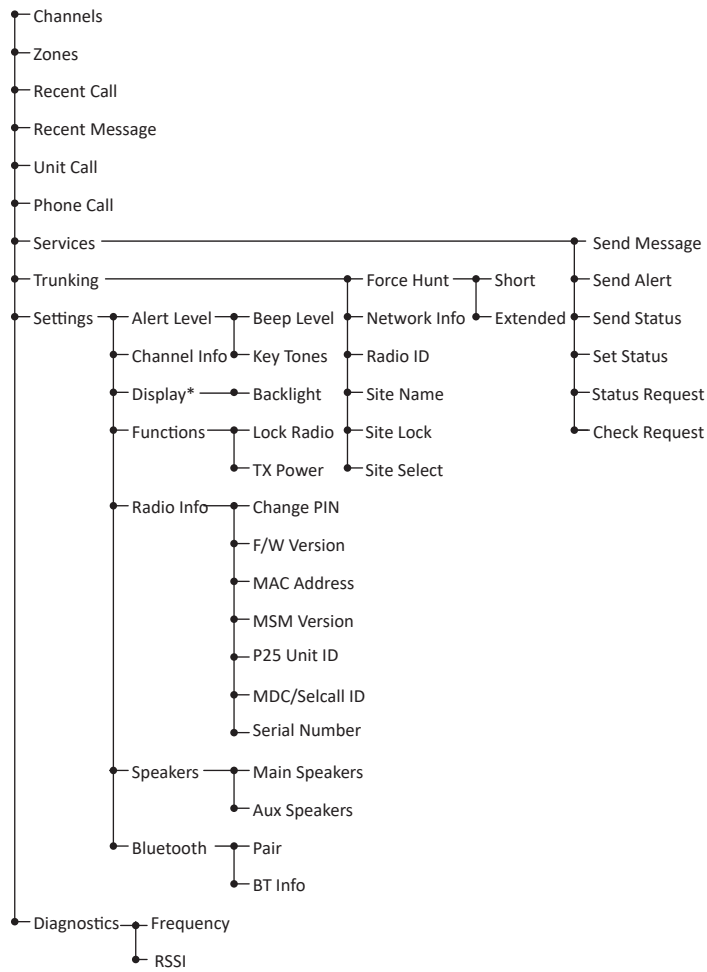 Channels
Zones
Recent Call
Recent Message
Unit Call
Phone Call
Services Send Message
Trunking Force Hunt Short Send Alert
Settings Alert Level Beep Level Network Info Extended Send Status
Channel Info Key Tones Radio ID Set Status
Display* Backlight Site Name Status Request
Functions Lock Radio Site Lock Check Request
TX Power Site Select
Radio Info Change PIN
F/W Version
MAC Address
MSM Version
P25 Unit ID
MDC/Selcall ID
Serial Number
Speakers Main Speakers
Aux Speakers
Bluetooth Pair
BT Info
Diagnostics Frequency
RSSI